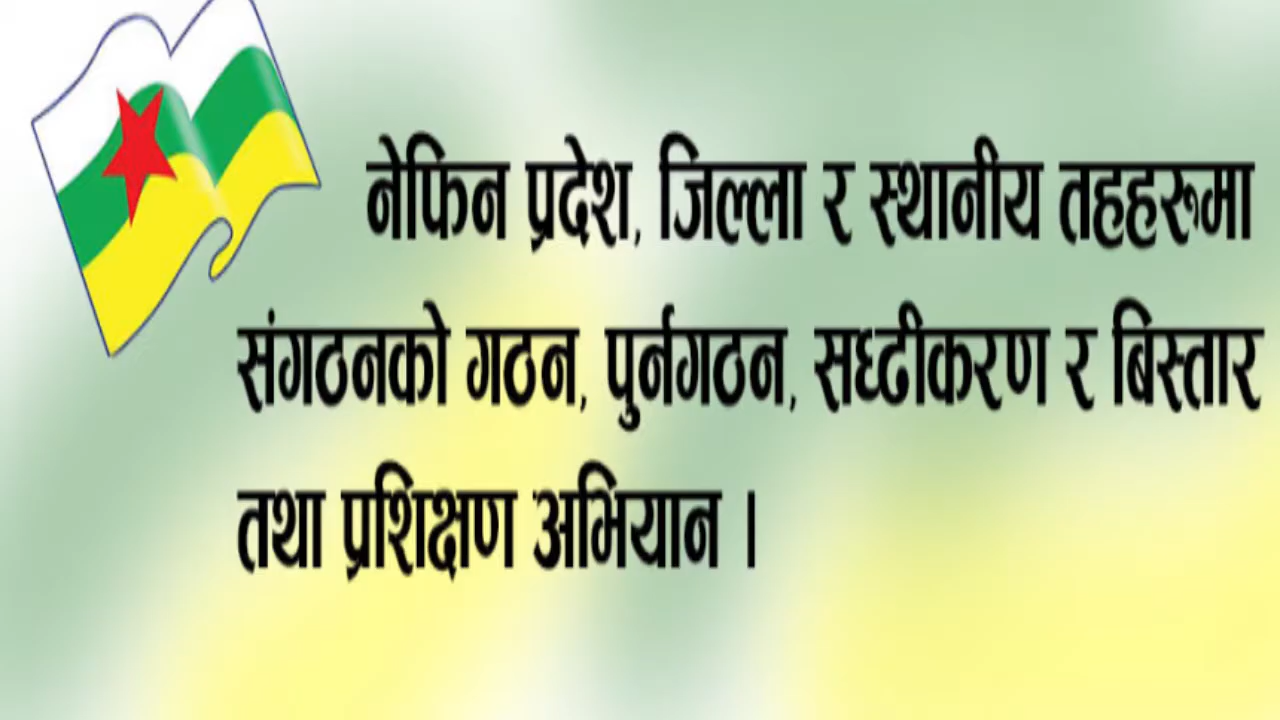 नेफिन प्रदेश, जिल्ला र स्थानीय तहहरूमा
संगठनको गठन, पुर्नगठन, सध्ढीकरण र बिस्तार
तथा प्रशिक्षण अभियान ।